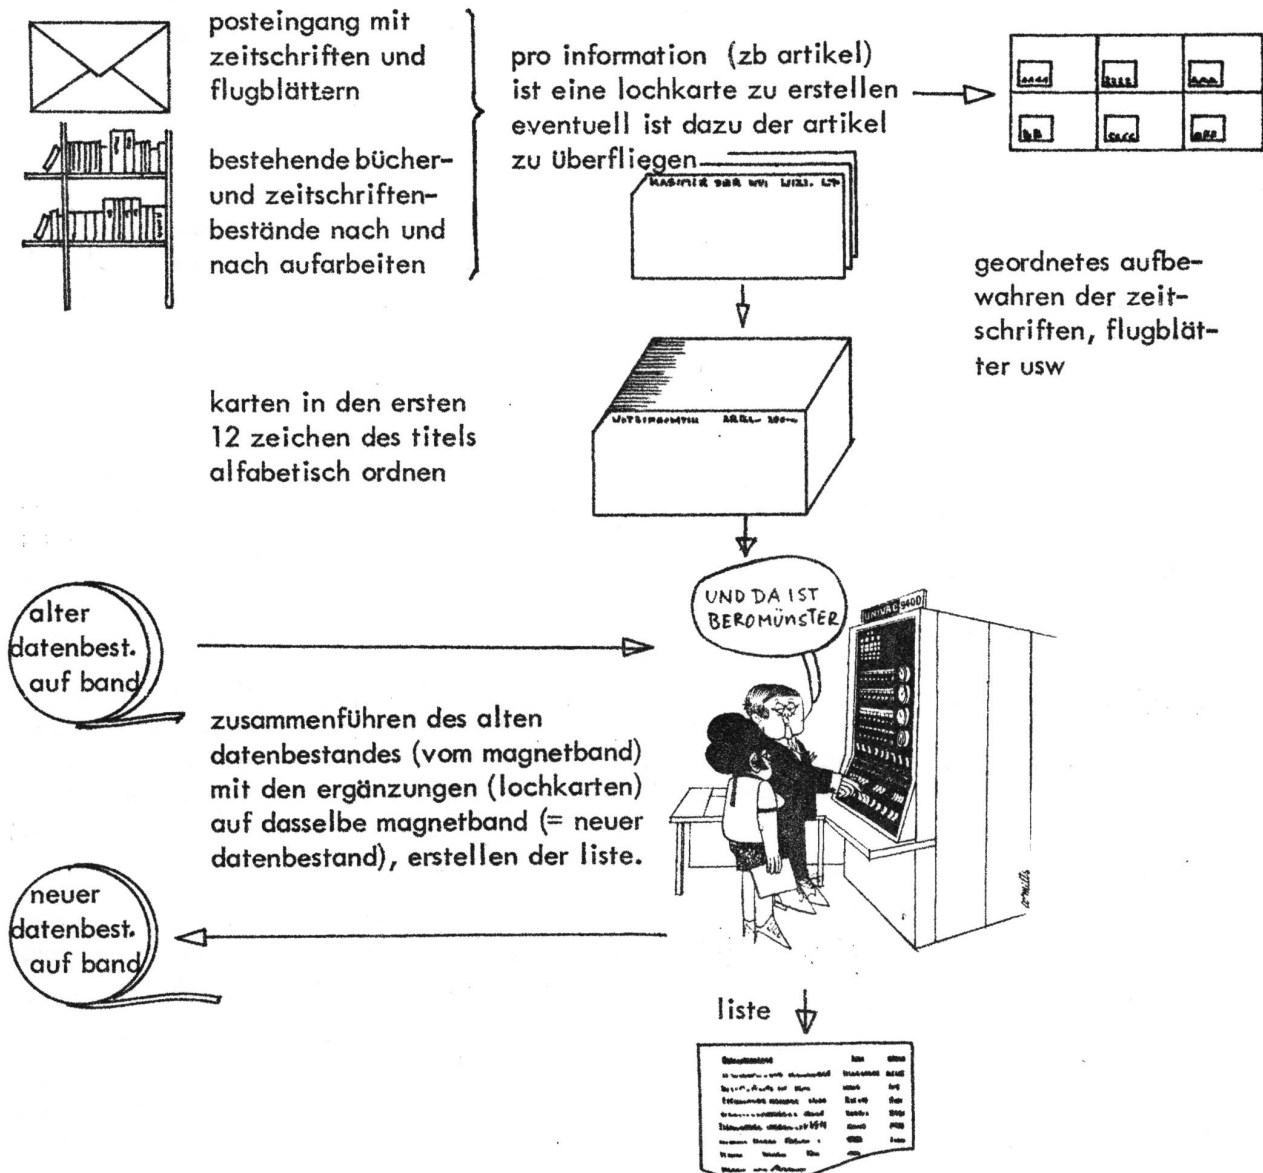 posteingang mit
zeitschriften und
flugblättern
bestehende bücher-
und zeitschriften-
bestände nach und
nach aufarbeiten
pro information (zb artikel)
ist eine lochkarte zu erstellen
eventuell ist dazu der artikel
zu überfliegen
geordnetes aufbe-
wahren der zeit-
schriften, flugblät-
ter usw
karten in den ersten
12 zeichen des titels
alfabetisch ordnen
UND DA IST
BEROMÜNSTER
UNIVAC 9400
alter
datenbest.
auf band
zusammenführen des alten
datenbestandes (vom magnetband)
mit den ergänzungen (lochkarten)
auf dasselbe magnetband (= neuer
datenbestand), erstellen der liste.
neuer
datenbest.
auf band
liste